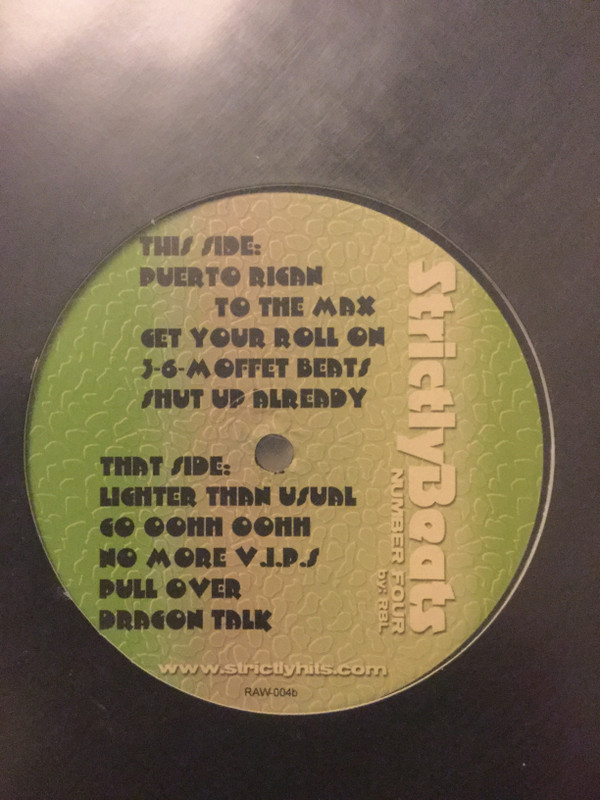 THIS SIDE:
PUERTO RICAN
TO THE MAX
GET YOUR ROLL ON
3-6-MOFFET BEATS
SHUT UP ALREADY
THAT SIDE:
LIGHTER THAN USUAL
GO OOHH OOHH
NO MORE V.I.P.S
PULL OVER
DRAGON TALK
StrictlyBeats
NUMBER FOUR
by: RBL
www.strictlyhits.com
RAW-004b